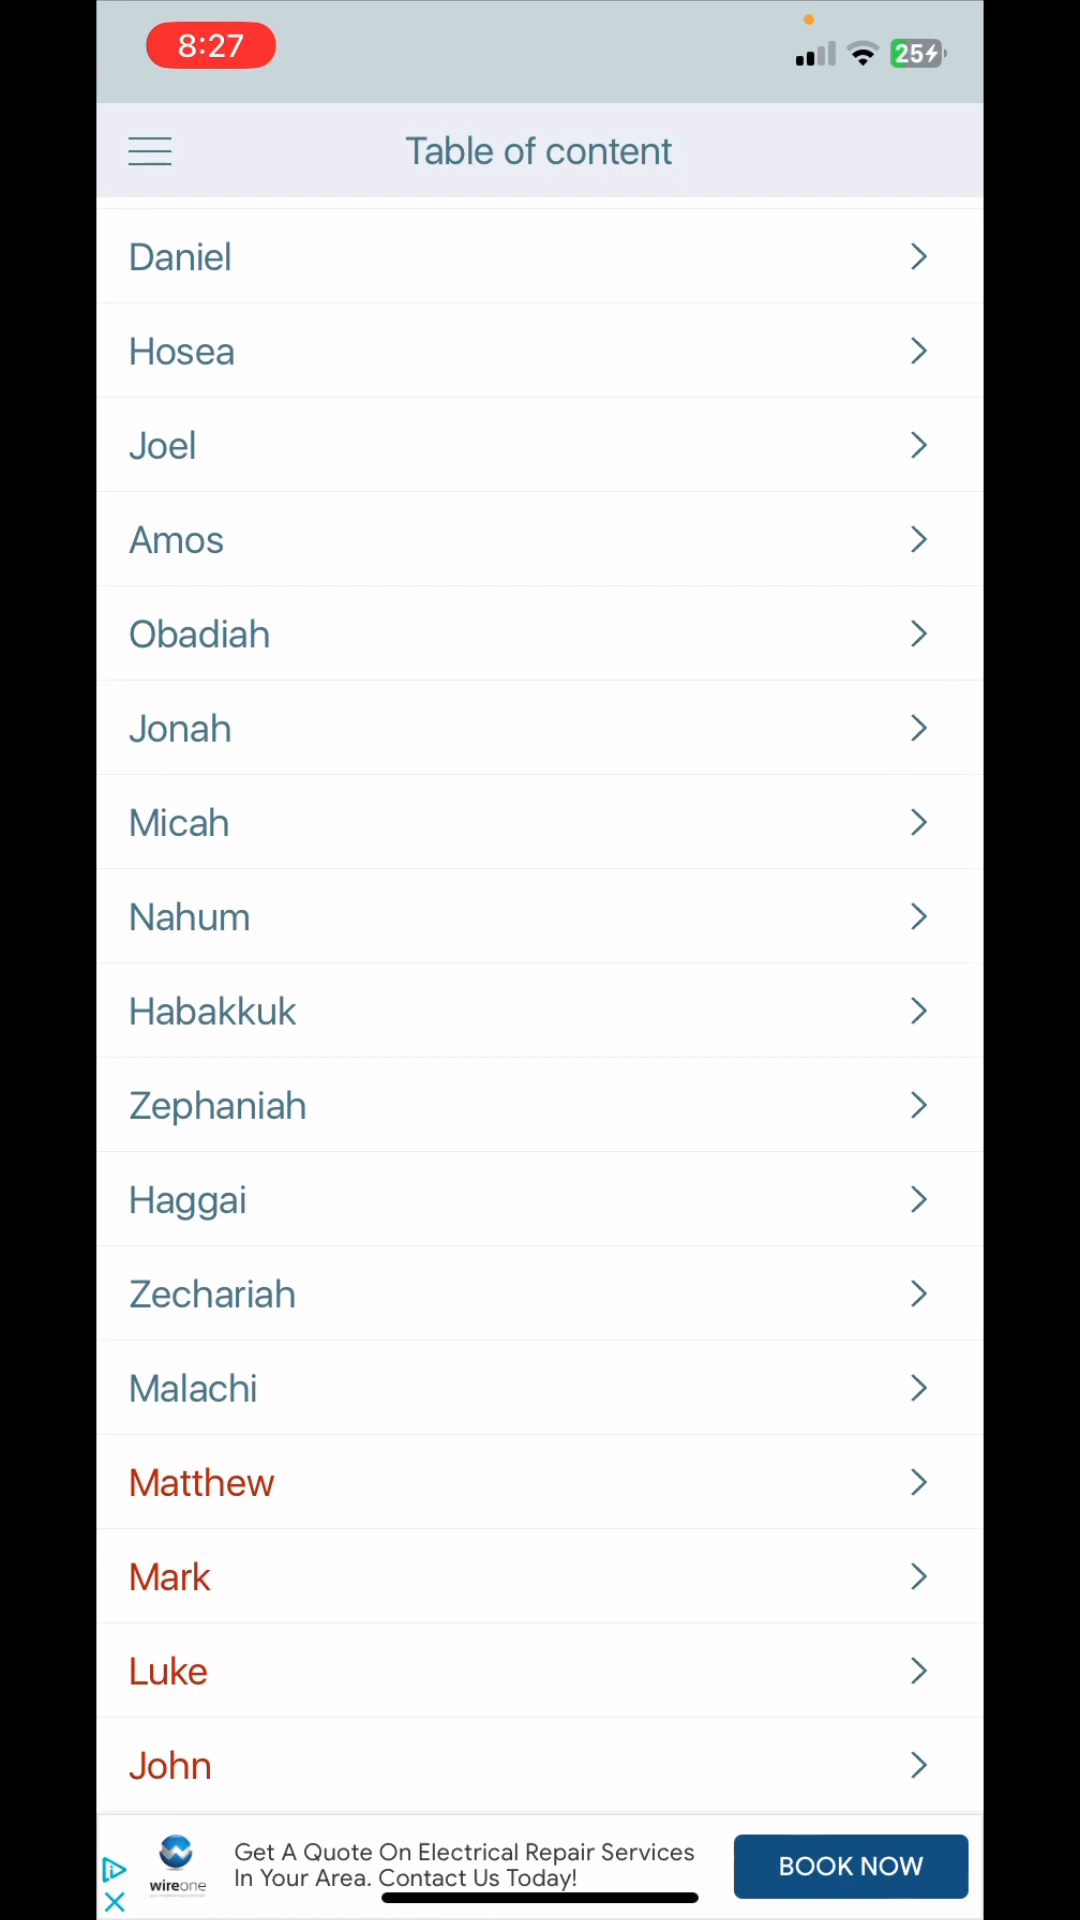 8:27
25
Table of content
Daniel
Hosea
Joel
Amos
Obadiah
Jonah
Micah
Nahum
Habakkuk
Zephaniah
Haggai
Zechariah
Malachi
Matthew
Mark
Luke
John
Get A Quote On Electrical Repair Services
In Your Area. Contact Us Today!
wireone
BOOK NOW